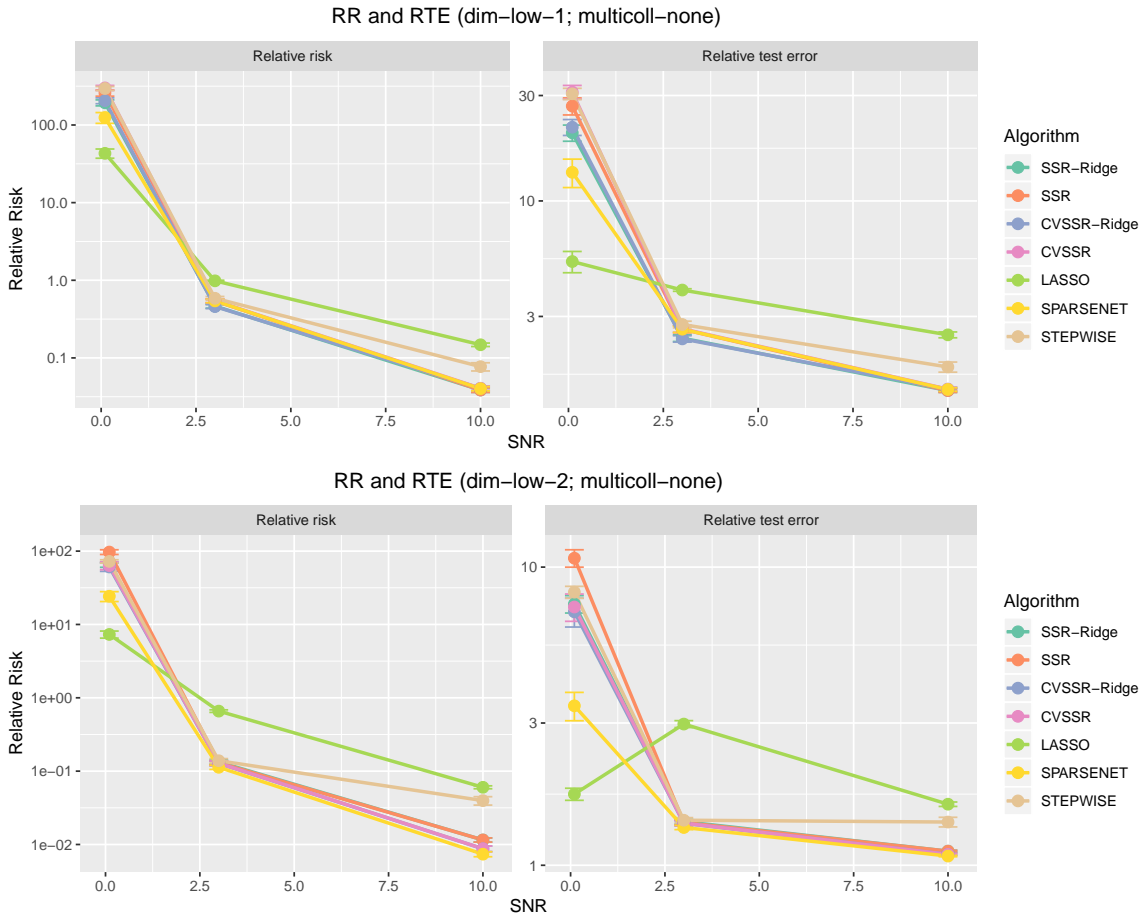 RR and RTE (dim−low−1; multicoll−none)
Relative risk
Relative test error
Relative Risk
100.0
10.0
1.0
0.1
30
10
3
0.0
2.5
5.0
7.5
10.0
0.0
2.5
5.0
7.5
10.0
SNR
Algorithm
SSR−Ridge
SSR
CVSSR−Ridge
CVSSR
LASSO
SPARSENET
STEPWISE
RR and RTE (dim−low−2; multicoll−none)
Relative risk
Relative test error
Relative Risk
1e+02
1e+01
1e+00
1e−01
1e−02
10
3
1
0.0
2.5
5.0
7.5
10.0
0.0
2.5
5.0
7.5
10.0
SNR
Algorithm
SSR−Ridge
SSR
CVSSR−Ridge
CVSSR
LASSO
SPARSENET
STEPWISE